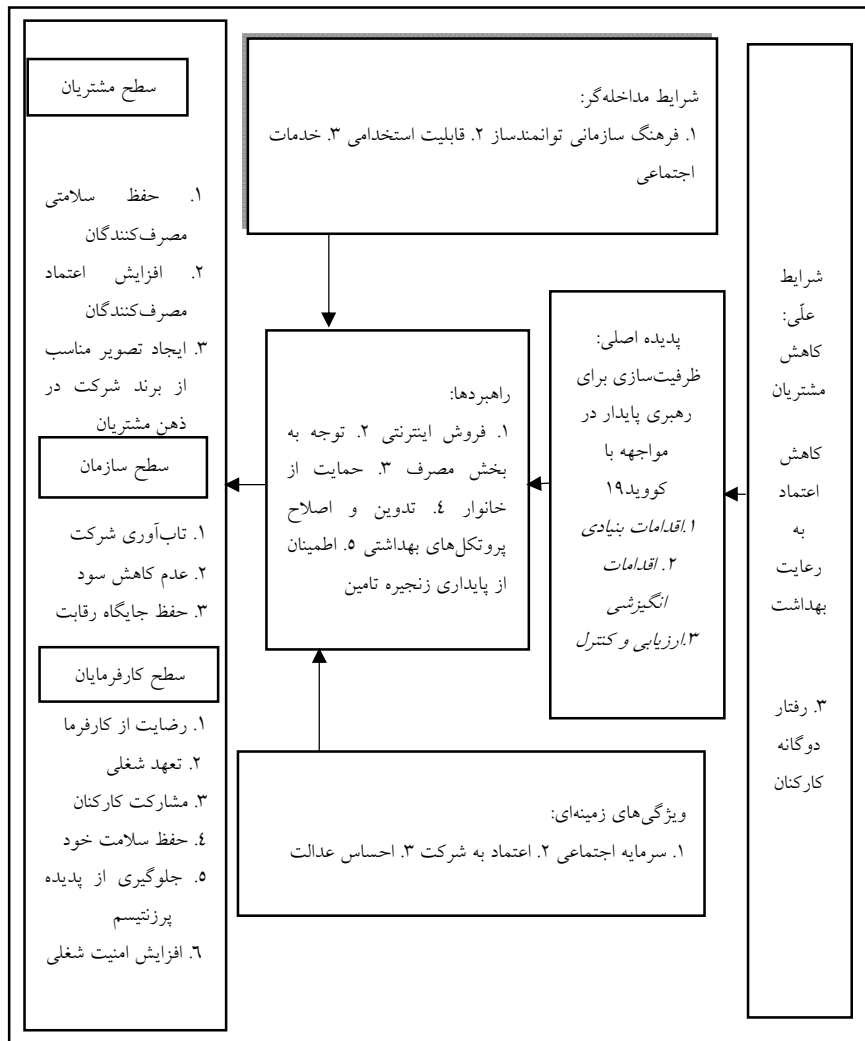 شرایط
علّی:
کاهش
مشتریان
کاهش
اعتماد
به
رعایت
بهداشت
۳. رفتار
دوگانه
کارکنان
پدیده اصلی:
ظرفیت‌سازی برای
رهبری پایدار در
مواجهه با
کووید۱۹
۱.اقدامات بنیادی
۲. اقدامات
انگیزشی
۳.ارزیابی و کنترل
شرایط مداخله‌گر:
۱. فرهنگ سازمانی توانمندساز ۲. قابلیت استخدامی ۳. خدمات
اجتماعی
راهبردها:
۱. فروش اینترنتی ۲. توجه به
بخش مصرف ۳. حمایت از
خانوار ٤. تدوین و اصلاح
پروتکل‌های بهداشتی ٥. اطمینان
از پایداری زنجیره تامین
ویژگی‌های زمینه‌ای:
۱. سرمایه اجتماعی ۲. اعتماد به شرکت ۳. احساس عدالت
سطح مشتریان
۱. حفظ سلامتی
مصرف‌کنندگان
۲. افزایش اعتماد
مصرف‌کنندگان
۳. ایجاد تصویر مناسب
از برند شرکت در
ذهن مشتریان
سطح سازمان
۱. تاب‌آوری شرکت
۲. عدم کاهش سود
۳. حفظ جایگاه رقابت
سطح کارفرمایان
۱. رضایت از کارفرما
۲. تعهد شغلی
۳. مشارکت کارکنان
٤. حفظ سلامت خود
٥. جلوگیری از پدیده
پرزنتیسم
٦. افزایش امنیت شغلی